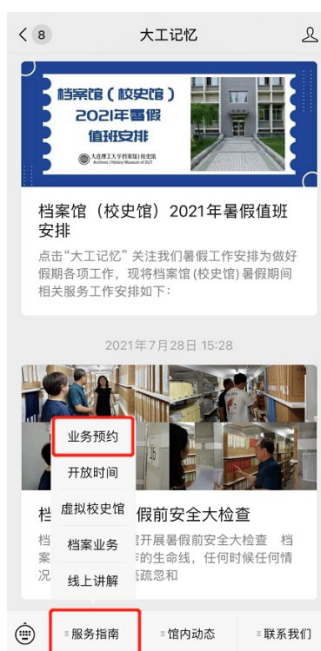 8
大工记忆
档案馆（校史馆）
2021年暑假
值班安排
大连理工大学档案馆|校史馆
Archives / History Museum of DUT
档案馆（校史馆）2021年暑假值班
安排
点击“大工记忆”关注我们暑假工作安排为做好
假期各项工作，现将档案馆(校史馆)暑假期间
相关服务工作安排如下：
2021年7月28日 15:28
业务预约
开放时间
虚拟校史馆
档案业务
线上讲解
假前安全大检查
开展暑假前安全大检查 档
的生命线，任何时候任何情
疏忽和
服务指南
馆内动态
联系我们